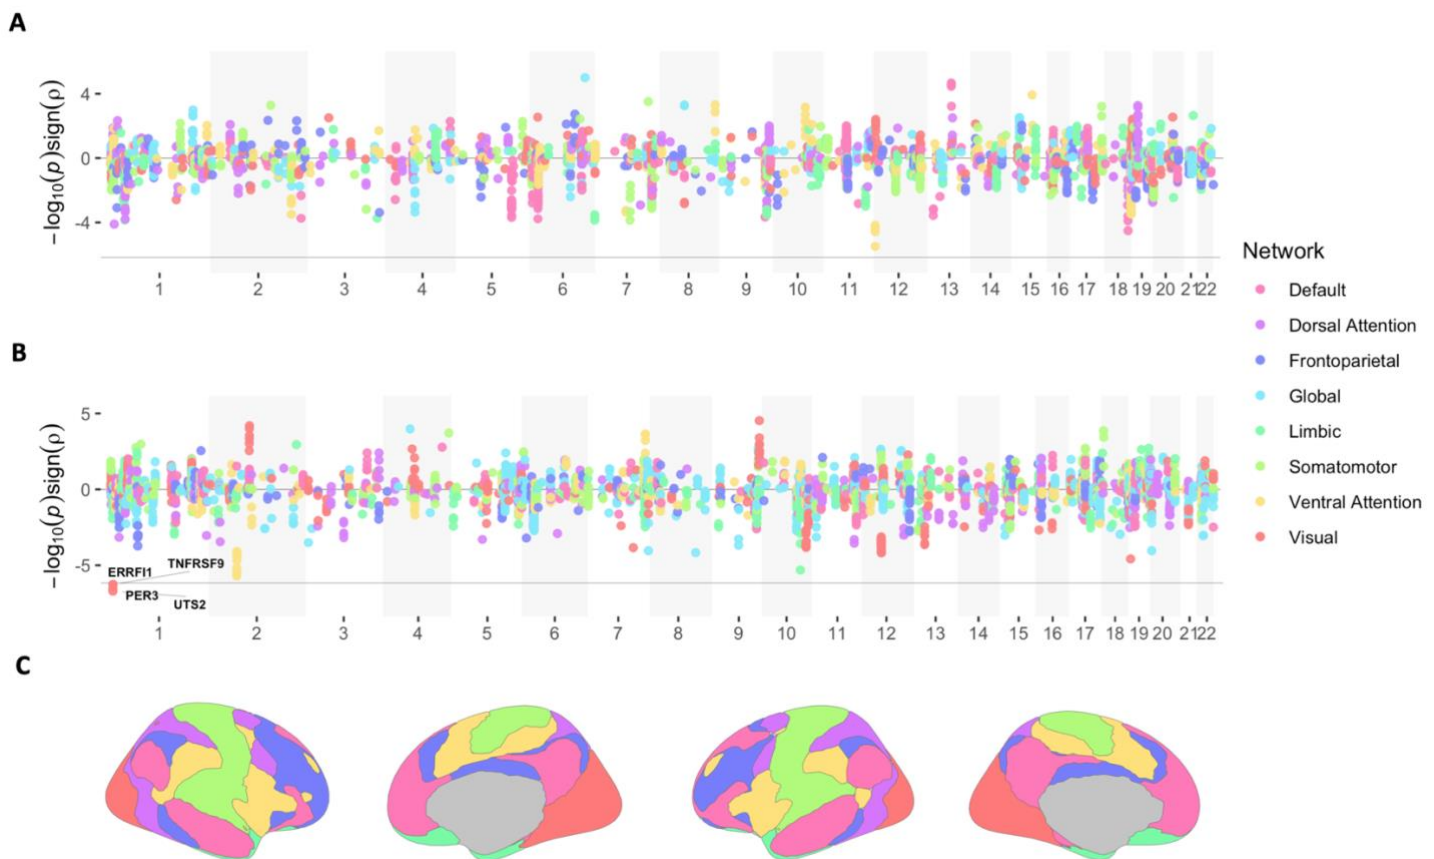 A
−log₁₀(p)sign(ρ)
4
0
-4
1 2 3 4 5 6 7 8 9 10 11 12 13 14 15 16 17 18 19 20 21 22
Network
Default
Dorsal Attention
Frontoparietal
Global
Limbic
Somatomotor
Ventral Attention
Visual
B
−log₁₀(p)sign(ρ)
5
0
-5
ERRFI1
TNFRSF9
PER3
UTS2
1 2 3 4 5 6 7 8 9 10 11 12 13 14 15 16 17 18 19 20 21 22
C